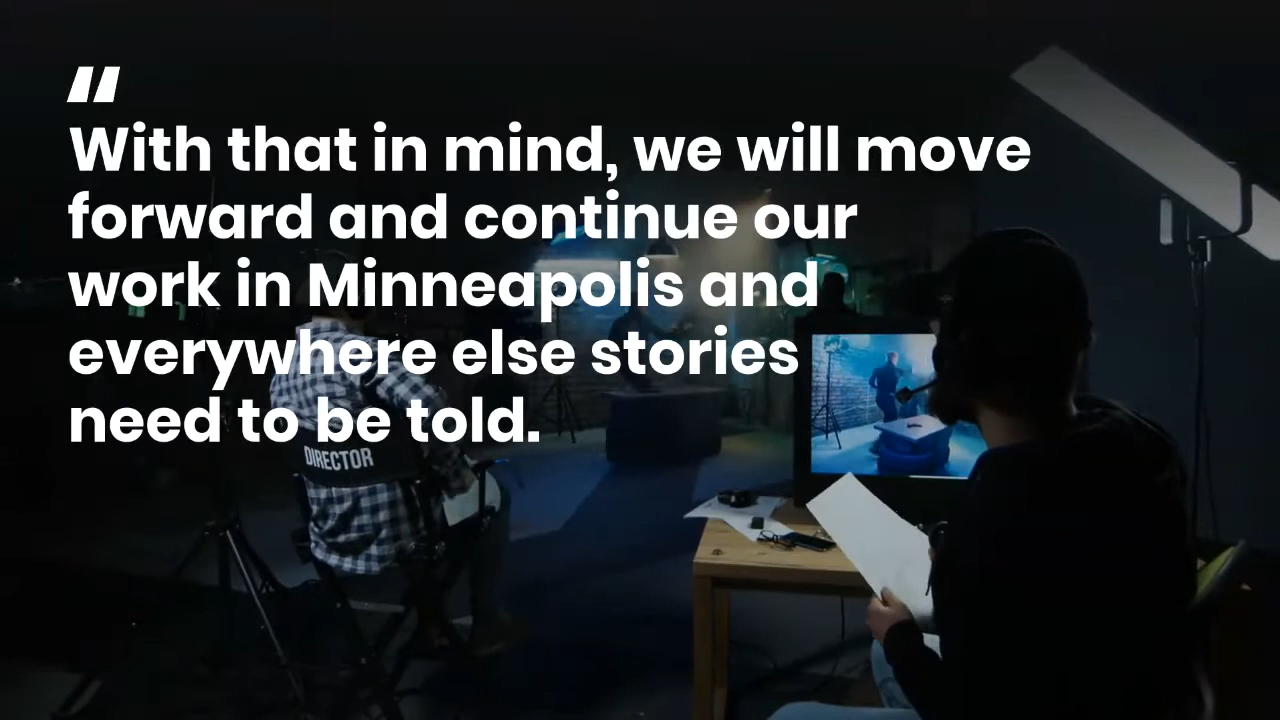 “
With that in mind, we will move
forward and continue our
work in Minneapolis and
everywhere else stories
need to be told.
DIRECTOR